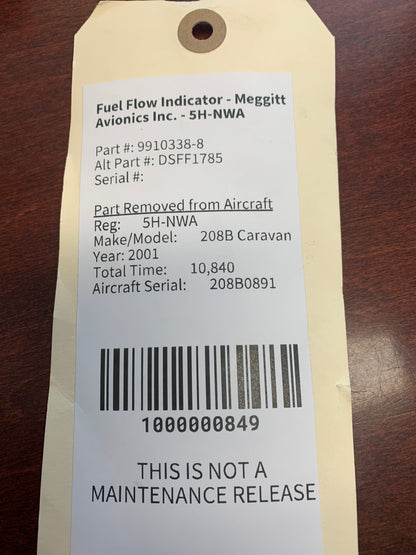 Fuel Flow Indicator - Meggitt
Avionics Inc. - 5H-NWA
Part #: 9910338-8
Alt Part #: DSFF1785
Serial #:
Part Removed from Aircraft
Reg: 5H-NWA
Make/Model: 208B Caravan
Year: 2001
Total Time: 10,840
Aircraft Serial: 208B0891
1000000849
THIS IS NOT A
MAINTENANCE RELEASE